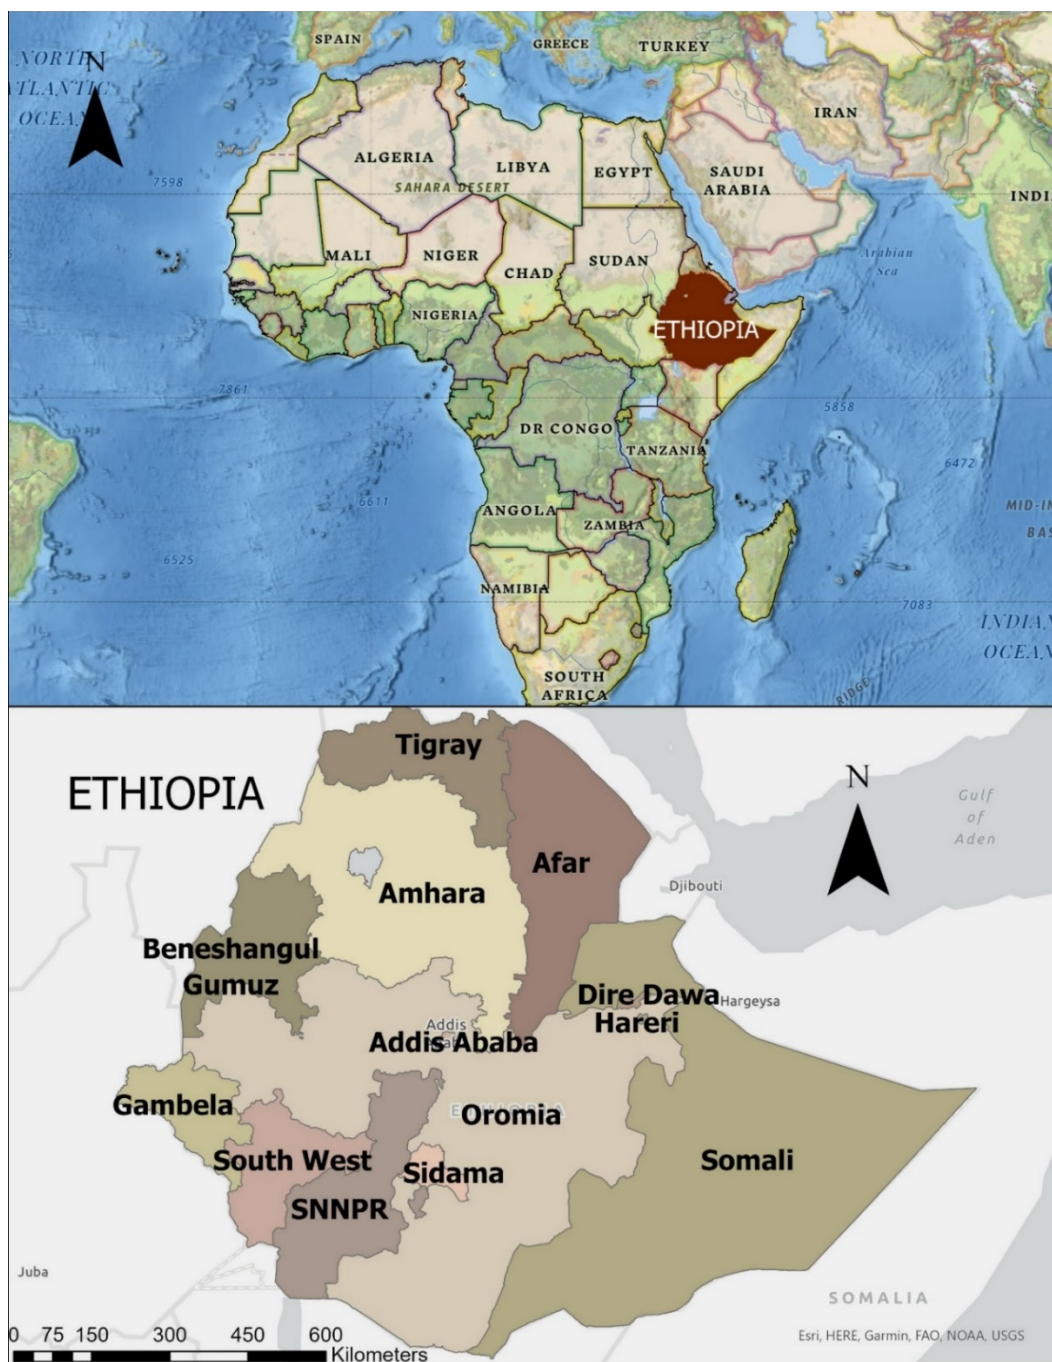 SPAIN
GREECE
TURKEY
NORTH
ATLANTIC
OCEAN
N
IRAN
ALGERIA
LIBYA
EGYPT
SAUDI
ARABIA
7598
SAHARA DESERT
INDI
MALI
NIGER
CHAD
SUDAN
Arabian
Sea
NIGERIA
ETHIOPIA
7861
5858
DR CONGO
TANZANIA
6472
6611
ANGOLA
ZAMBIA
MID-IN
BAS
6525
NAMIBIA
7083
INDIAN
OCEAN
SOUTH
AFRICA
RIDGE
ETHIOPIA
Tigray
N
Gulf
of
Aden
Afar
Amhara
Djibouti
Beneshangul
Gumuz
Dire Dawa
Hargeysa
Hareri
Addis
Addis Ababa
Gambela
ETHIOPIA
Oromia
South West
Sidama
Somali
SNNPR
Juba
SOMALIA
0 75 150 300 450 600
Kilometers
Esri, HERE, Garmin, FAO, NOAA, USGS